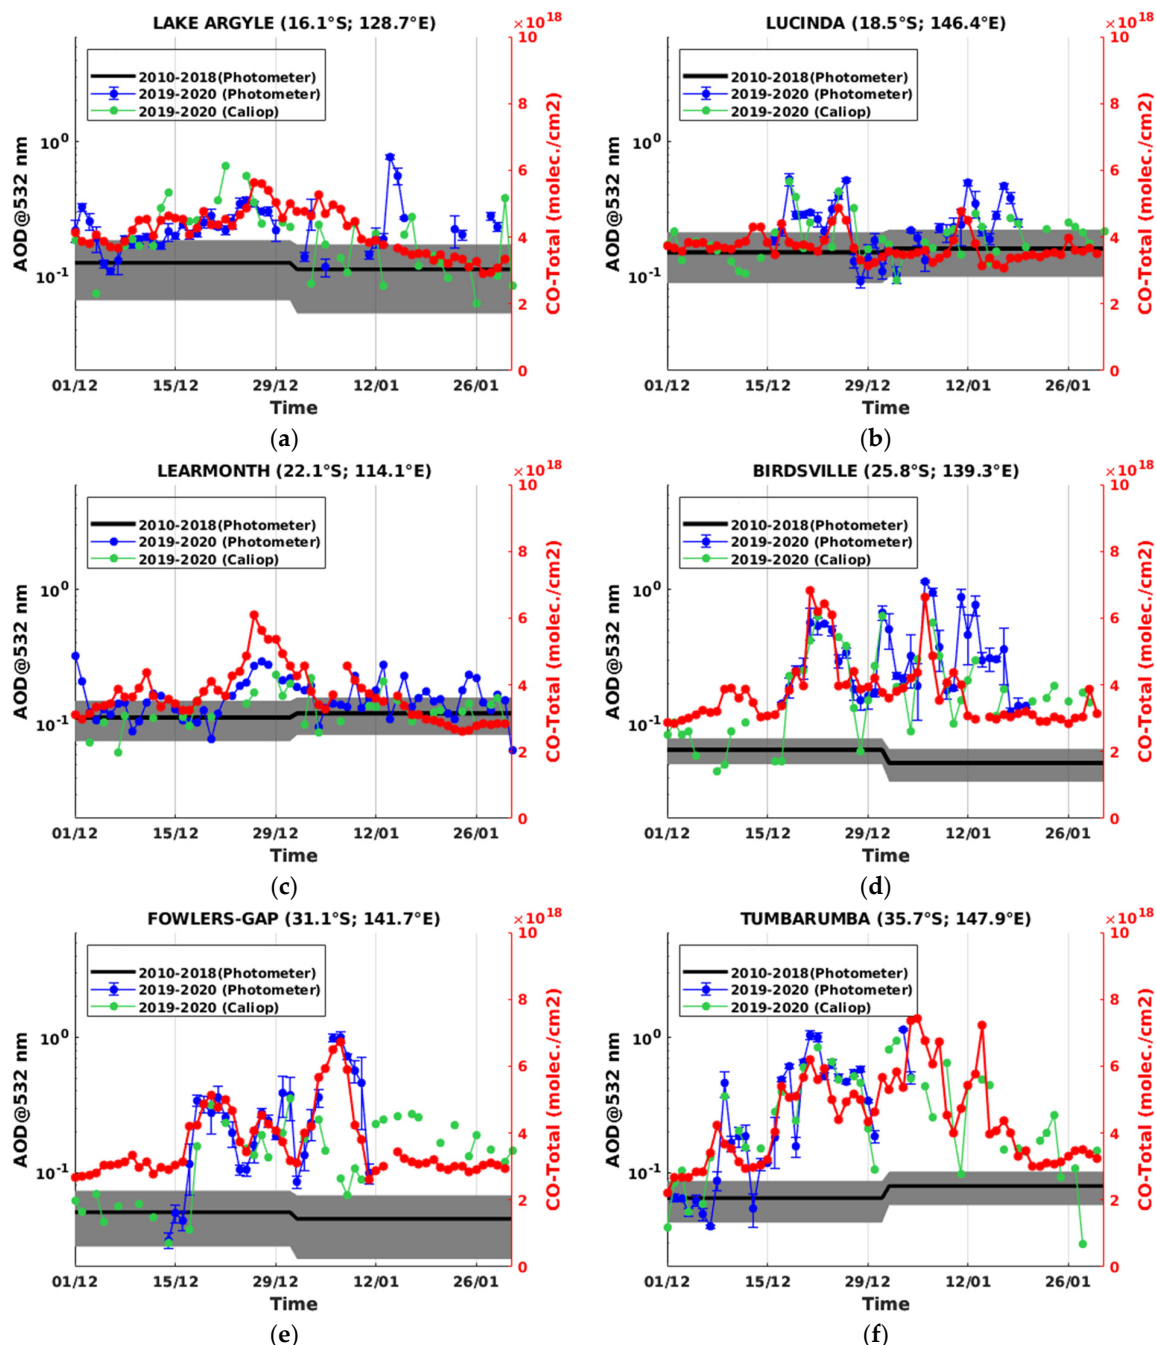 LAKE ARGYLE (16.1°S; 128.7°E)
×10^18
10
2010-2018(Photometer)
2019-2020 (Photometer)
2019-2020 (Caliop)
8
6
4
2
0
10^0
10^-1
AOD@532 nm
CO-Total (molec./cm2)
01/12 15/12 29/12 12/01 26/01
Time
(a)
LUCINDA (18.5°S; 146.4°E)
×10^18
10
2010-2018(Photometer)
2019-2020 (Photometer)
2019-2020 (Caliop)
8
6
4
2
0
10^0
10^-1
AOD@532 nm
CO-Total (molec./cm2)
01/12 15/12 29/12 12/01 26/01
Time
(b)
LEARMONTH (22.1°S; 114.1°E)
×10^18
10
2010-2018(Photometer)
2019-2020 (Photometer)
2019-2020 (Caliop)
8
6
4
2
0
10^0
10^-1
AOD@532 nm
CO-Total (molec./cm2)
01/12 15/12 29/12 12/01 26/01
Time
(c)
BIRDSVILLE (25.8°S; 139.3°E)
×10^18
10
2010-2018(Photometer)
2019-2020 (Photometer)
2019-2020 (Caliop)
8
6
4
2
0
10^0
10^-1
AOD@532 nm
CO-Total (molec./cm2)
01/12 15/12 29/12 12/01 26/01
Time
(d)
FOWLERS-GAP (31.1°S; 141.7°E)
×10^18
10
2010-2018(Photometer)
2019-2020 (Photometer)
2019-2020 (Caliop)
8
6
4
2
0
10^0
10^-1
AOD@532 nm
CO-Total (molec./cm2)
01/12 15/12 29/12 12/01 26/01
Time
(e)
TUMBARUMBA (35.7°S; 147.9°E)
×10^18
10
2010-2018(Photometer)
2019-2020 (Photometer)
2019-2020 (Caliop)
8
6
4
2
0
10^0
10^-1
AOD@532 nm
CO-Total (molec./cm2)
01/12 15/12 29/12 12/01 26/01
Time
(f)